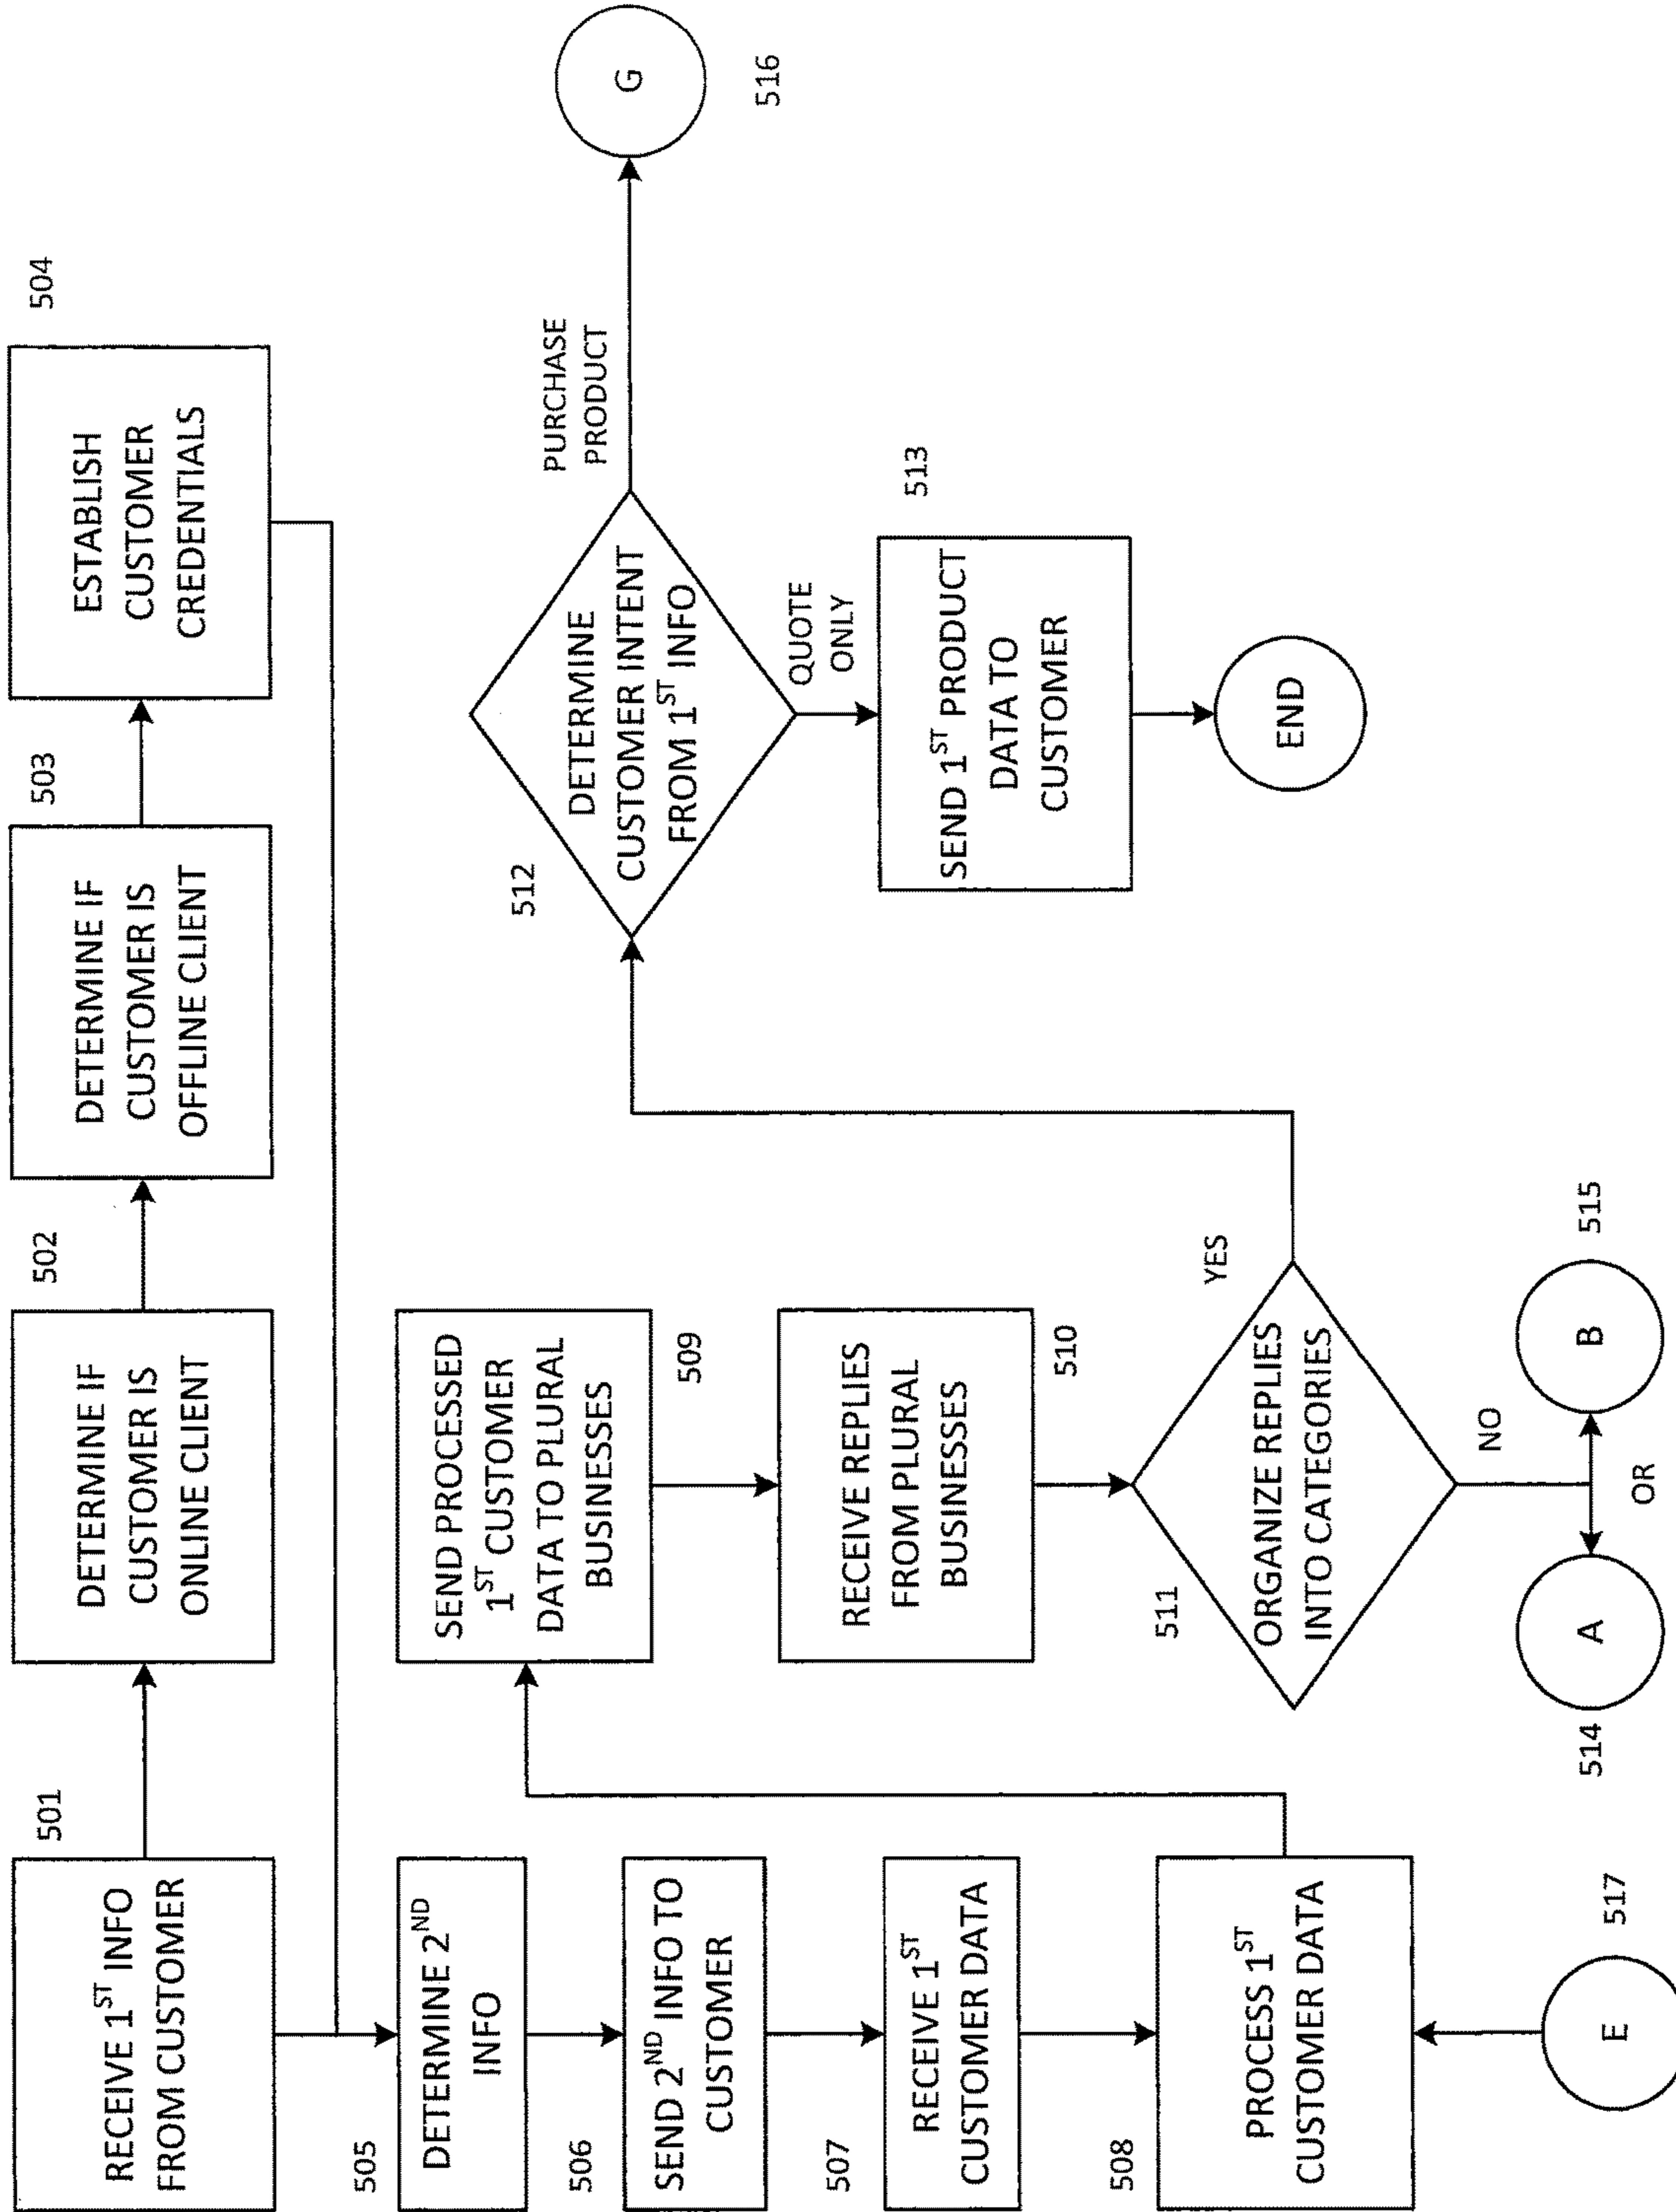 501
RECEIVE 1ST INFO
FROM CUSTOMER
502
DETERMINE IF
CUSTOMER IS
ONLINE CLIENT
503
DETERMINE IF
CUSTOMER IS
OFFLINE CLIENT
504
ESTABLISH
CUSTOMER
CREDENTIALS
505
DETERMINE 2ND
INFO
506
SEND 2ND INFO TO
CUSTOMER
507
RECEIVE 1ST
CUSTOMER DATA
508
PROCESS 1ST
CUSTOMER DATA
E
517
SEND PROCESSED
1ST CUSTOMER
DATA TO PLURAL
BUSINESSES
509
RECEIVE REPLIES
FROM PLURAL
BUSINESSES
510
511
ORGANIZE REPLIES
INTO CATEGORIES
YES
NO
OR
514
A
B
515
512
DETERMINE
CUSTOMER INTENT
FROM 1ST INFO
PURCHASE
PRODUCT
G
516
QUOTE
ONLY
513
SEND 1ST PRODUCT
DATA TO
CUSTOMER
END